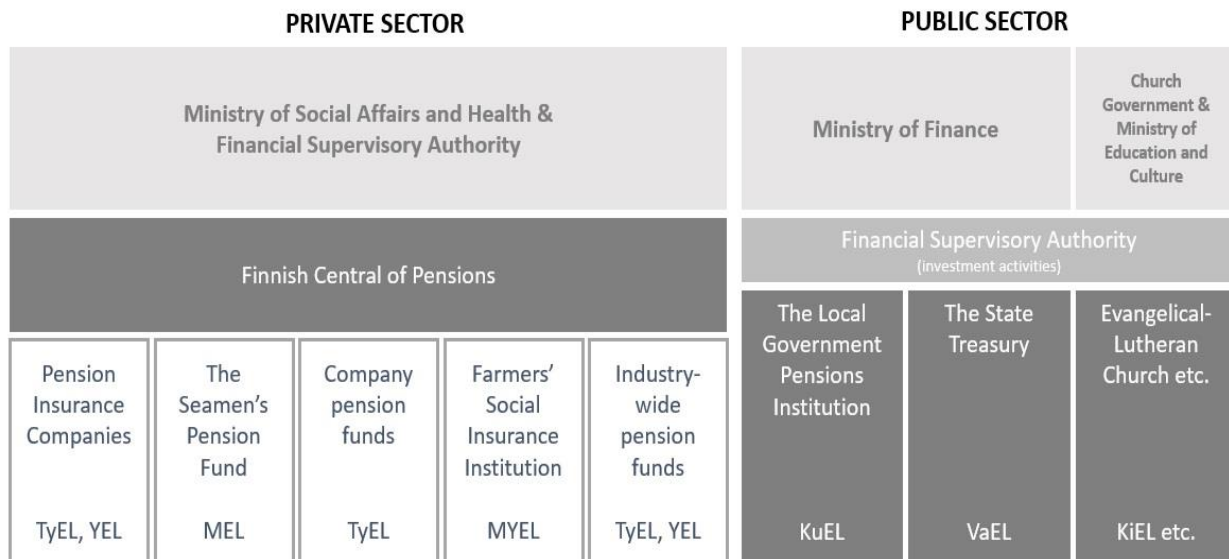 PRIVATE SECTOR
PUBLIC SECTOR
Ministry of Social Affairs and Health &
Financial Supervisory Authority
Ministry of Finance
Church
Government &
Ministry of
Education and
Culture
Finnish Central of Pensions
Financial Supervisory Authority
(investment activities)
Pension
Insurance
Companies
TyEL, YEL
The
Seamen's
Pension
Fund
MEL
Company
pension
funds
TyEL
Farmers'
Social
Insurance
Institution
MYEL
Industry-
wide
pension
funds
TyEL, YEL
The Local
Government
Pensions
Institution
KuEL
The State
Treasury
VaEL
Evangelical-
Lutheran
Church etc.
KiEL etc.